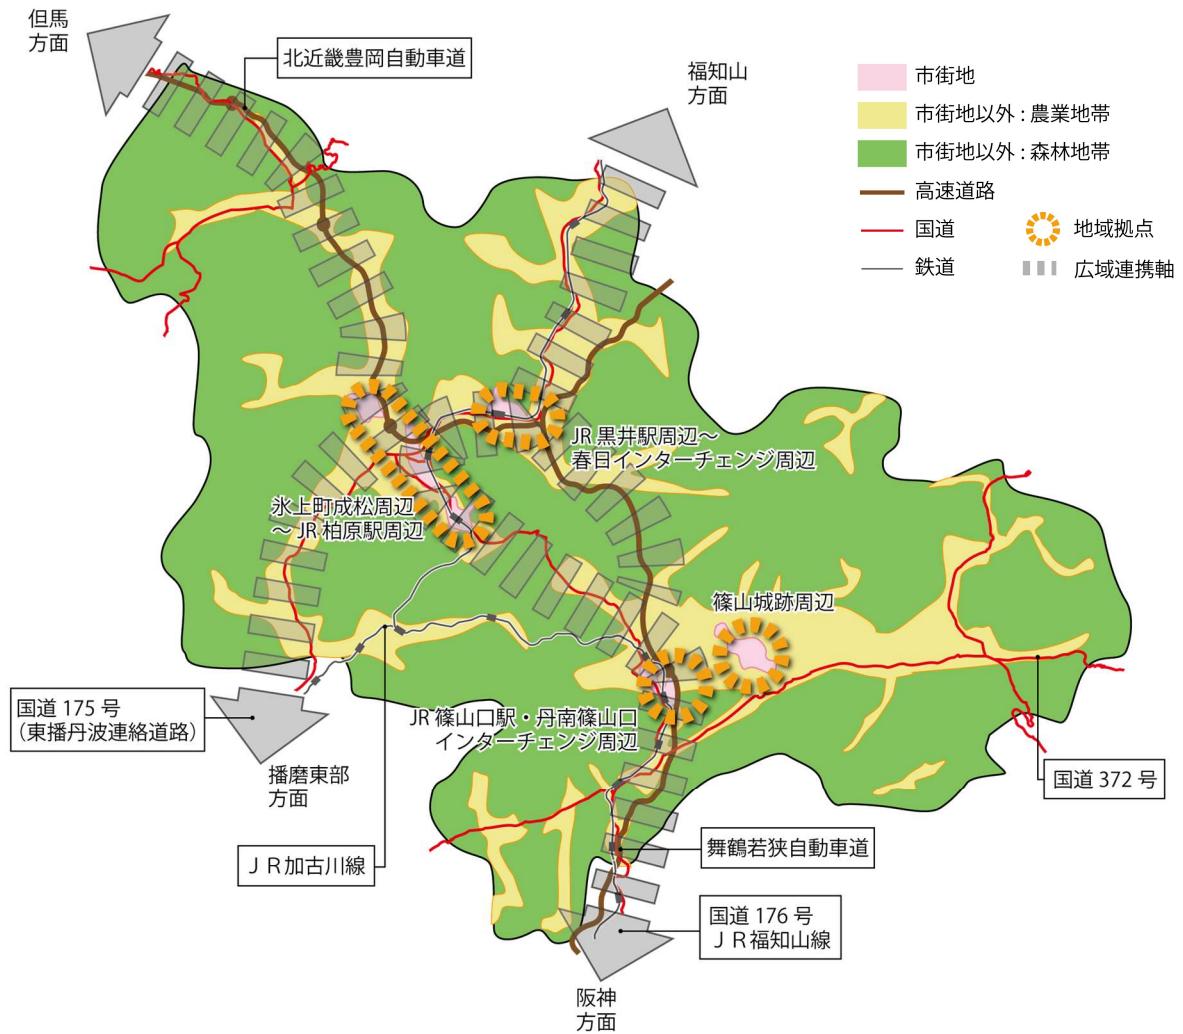 但馬
方面
北近畿豊岡自動車道
福知山
方面
市街地
市街地以外：農業地帯
市街地以外：森林地帯
高速道路
国道
鉄道
地域拠点
広域連携軸
JR 黒井駅周辺～
春日インターチェンジ周辺
氷上町成松周辺
～ JR 柏原駅周辺
篠山城跡周辺
JR 篠山口駅・丹南篠山口
インターチェンジ周辺
国道 175 号
（東播丹波連絡道路）
播磨東部
方面
国道 372 号
ＪＲ加古川線
舞鶴若狭自動車道
国道 176 号
ＪＲ福知山線
阪神
方面